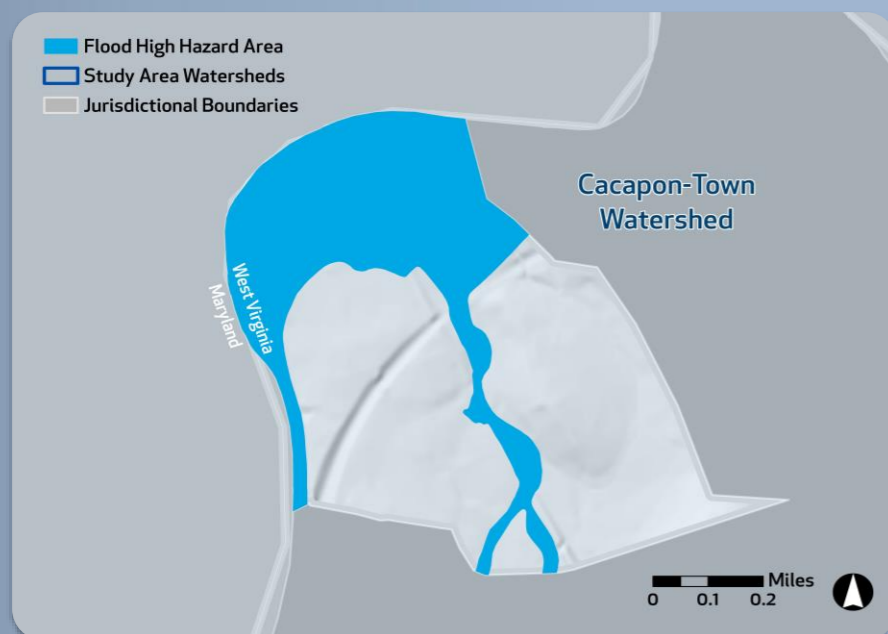 Flood High Hazard Area
Study Area Watersheds
Jurisdictional Boundaries
Cacapon-Town
Watershed
West Virginia
Maryland
Miles
0 0.1 0.2